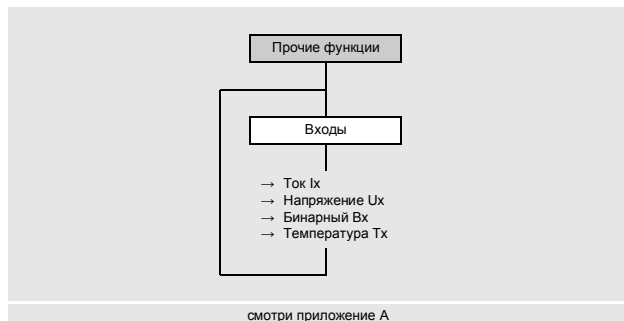 Прочие функции
Входы
→ Ток Ix
→ Напряжение Ux
→ Бинарный Bx
→ Температура Tx
смотри приложение A